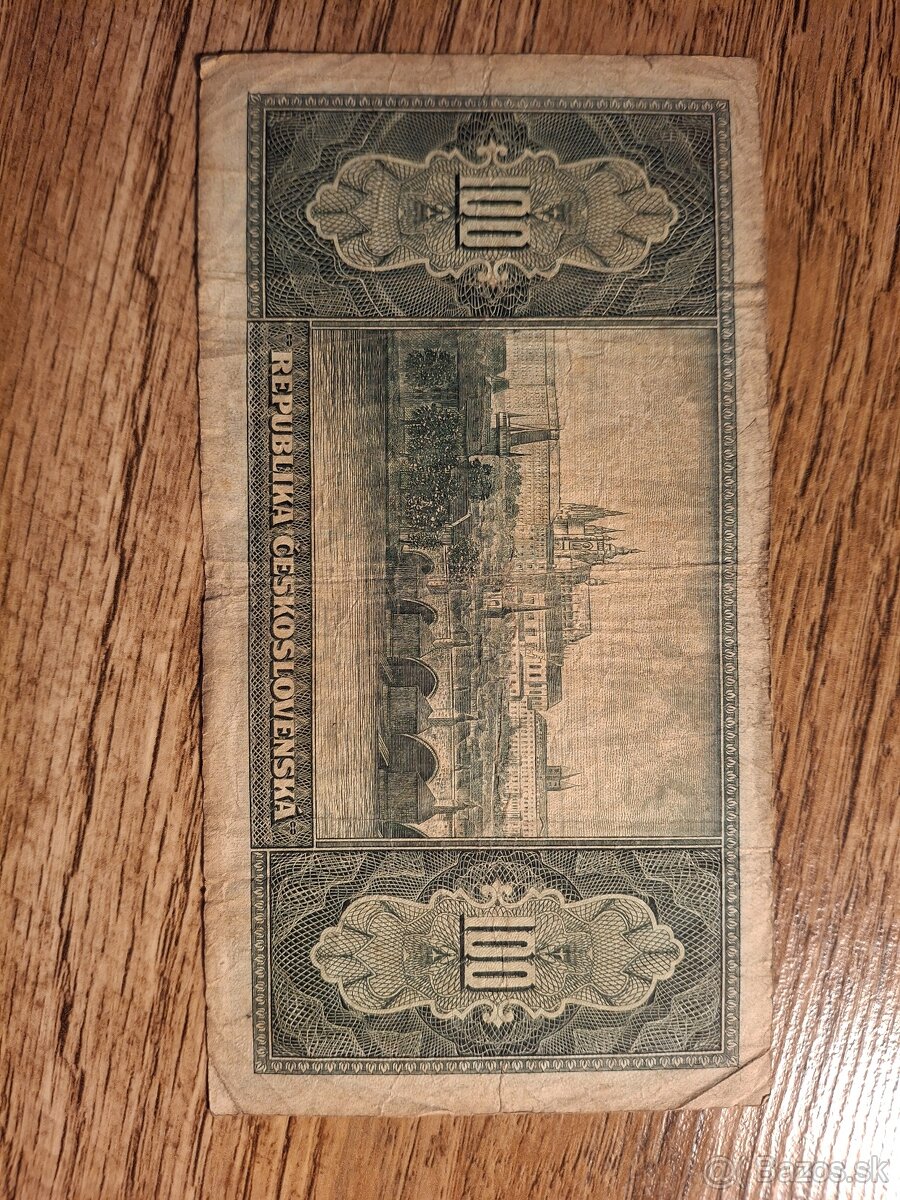 100
REPUBLIKA ČESKOSLOVENSKÁ
100
@ Bazos.sk